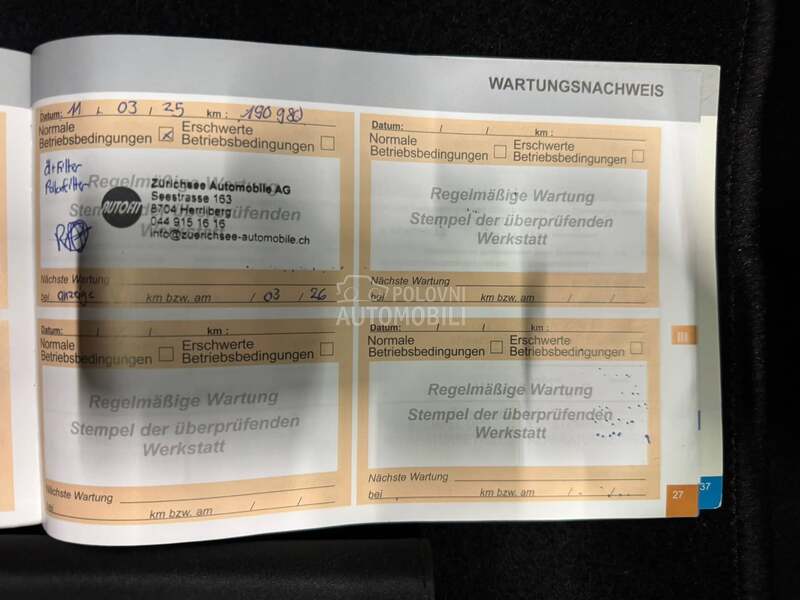 WARTUNGSNACHWEIS
Datum: 11 / 03 / 25 km: 190 980
Normale Betriebsbedingungen
Erschwerte Betriebsbedingungen
Pollenfilter
Regelmäßige Wartung
AUTOFIT
Zürichsee Automobile AG
Seestrasse 163
8704 Herrliberg
044 915 16 16
info@zuerichsee-automobile.ch
Nächste Wartung
bei anzeige km bzw. am / 03 / 26
Datum: / / km:
Normale Betriebsbedingungen
Erschwerte Betriebsbedingungen
Regelmäßige Wartung
Stempel der überprüfenden
Werkstatt
Nächste Wartung
bei km bzw. am / /
POLOVNI
AUTOMOBILI
Datum: / / km:
Normale Betriebsbedingungen
Erschwerte Betriebsbedingungen
Regelmäßige Wartung
Stempel der überprüfenden
Werkstatt
Nächste Wartung
bei km bzw. am / /
Datum: / / km:
Normale Betriebsbedingungen
Erschwerte Betriebsbedingungen
Regelmäßige Wartung
Stempel der überprüfenden
Werkstatt
Nächste Wartung
bei km bzw. am / /
27
37